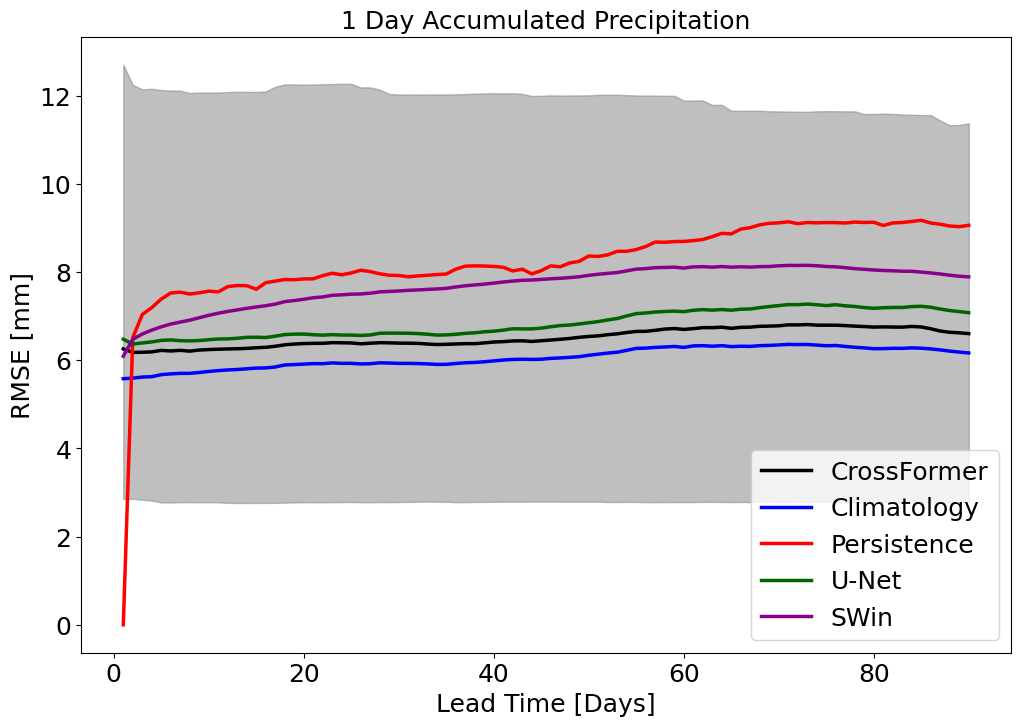 1 Day Accumulated Precipitation
RMSE [mm]
12
10
8
6
4
2
0
CrossFormer
Climatology
Persistence
U-Net
SWin
0 20 40 60 80
Lead Time [Days]